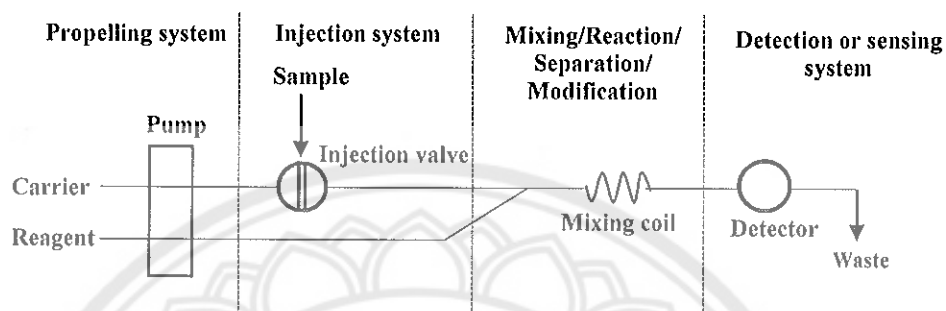 Propelling system
Injection system
Mixing/Reaction/
Separation/
Modification
Detection or sensing
system
Sample
Pump
Injection valve
Carrier
Reagent
Mixing coil
Detector
Waste